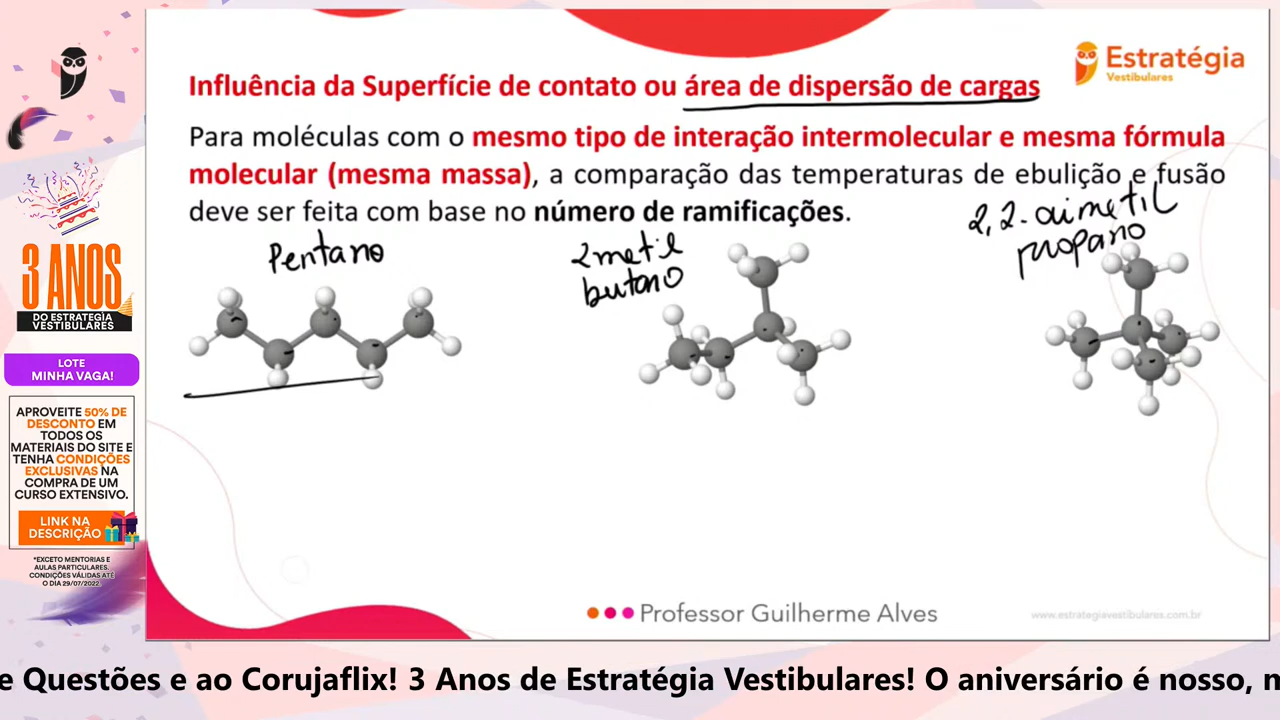 Estratégia
Vestibulares
Influência da Superfície de contato ou área de dispersão de cargas
Para moléculas com o mesmo tipo de interação intermolecular e mesma fórmula
molecular (mesma massa), a comparação das temperaturas de ebulição e fusão
deve ser feita com base no número de ramificações.
Pentano
2 metil
butano
2,2-dimetil
propano
3 ANOS
DO ESTRATEGIA
VESTIBULARES
LOTE
MINHA VAGA!
APROVEITE 50% DE
DESCONTO EM
TODOS OS
MATERIAIS DO SITE E
TENHA CONDIÇÕES
EXCLUSIVAS NA
COMPRA DE UM
CURSO EXTENSIVO.
LINK NA
DESCRIÇÃO
*EXCETO MENTORIAS E
AULAS PARTICULARES.
CONDIÇÕES VÁLIDAS ATÉ
O DIA 29/07/2022.
Professor Guilherme Alves
www.estrategiavestibulares.com.br
e Questões e ao Corujaflix! 3 Anos de Estratégia Vestibulares! O aniversário é nosso,